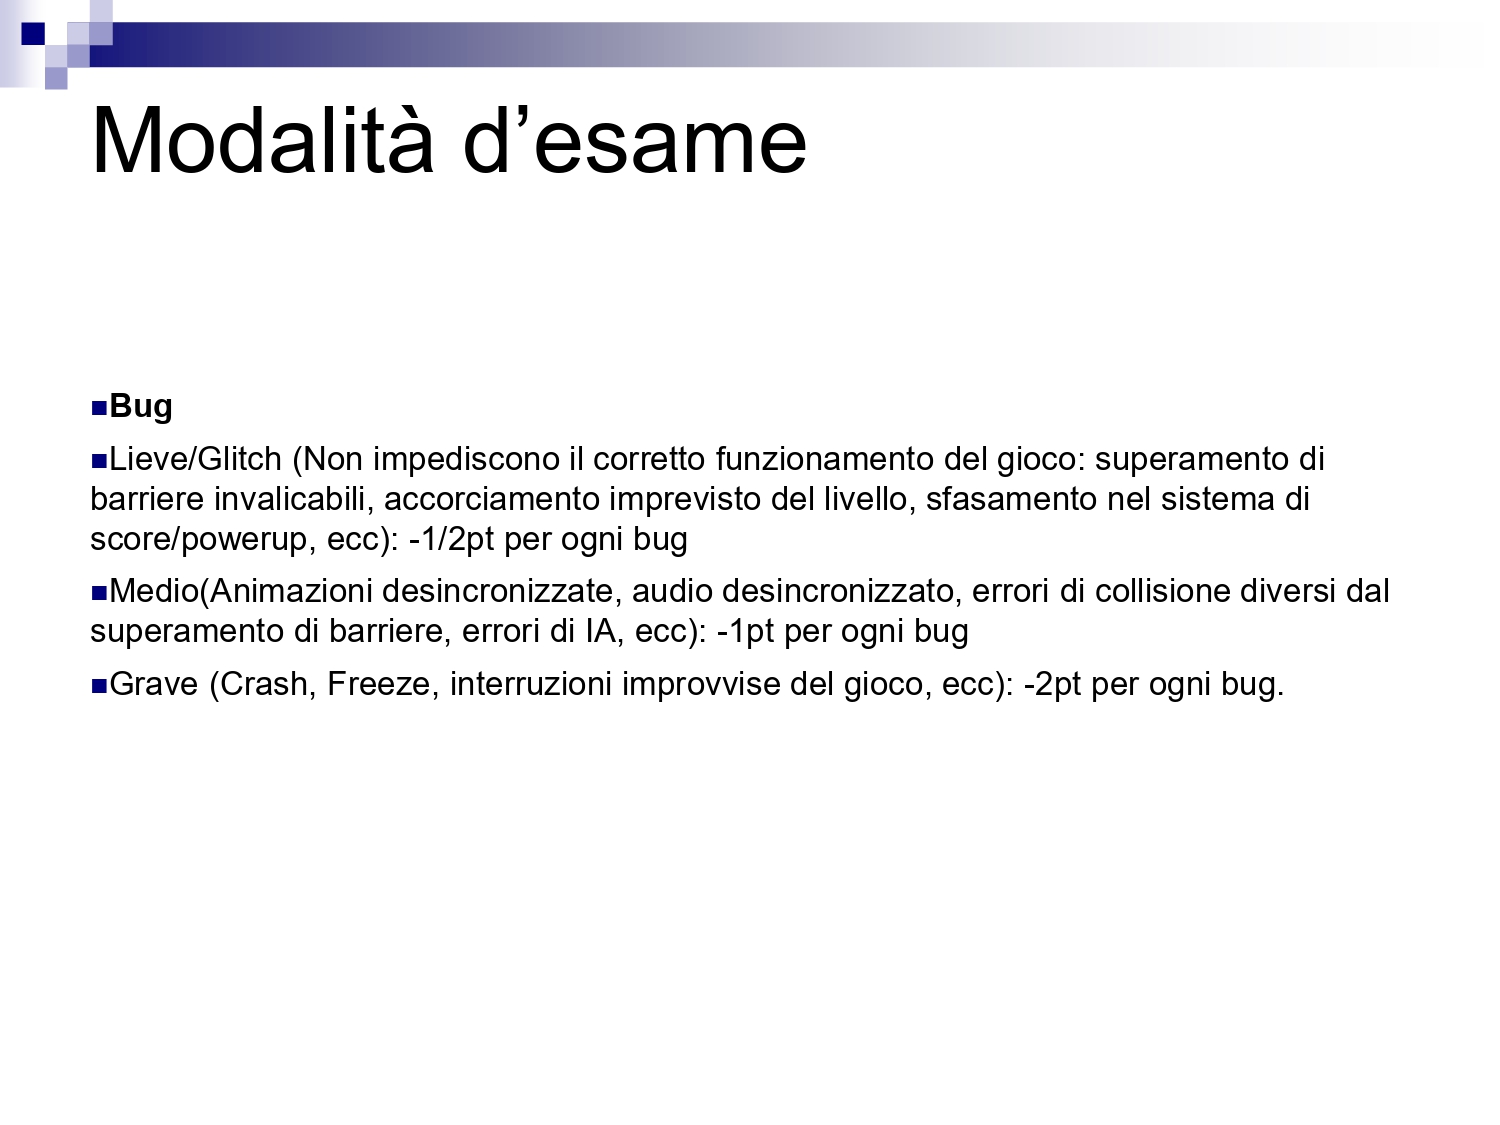 Modalità d’esame
Bug
Lieve/Glitch (Non impediscono il corretto funzionamento del gioco: superamento di
barriere invalicabili, accorciamento imprevisto del livello, sfasamento nel sistema di
score/powerup, ecc): -1/2pt per ogni bug
Medio(Animazioni desincronizzate, audio desincronizzato, errori di collisione diversi dal
superamento di barriere, errori di IA, ecc): -1pt per ogni bug
Grave (Crash, Freeze, interruzioni improvvise del gioco, ecc): -2pt per ogni bug.